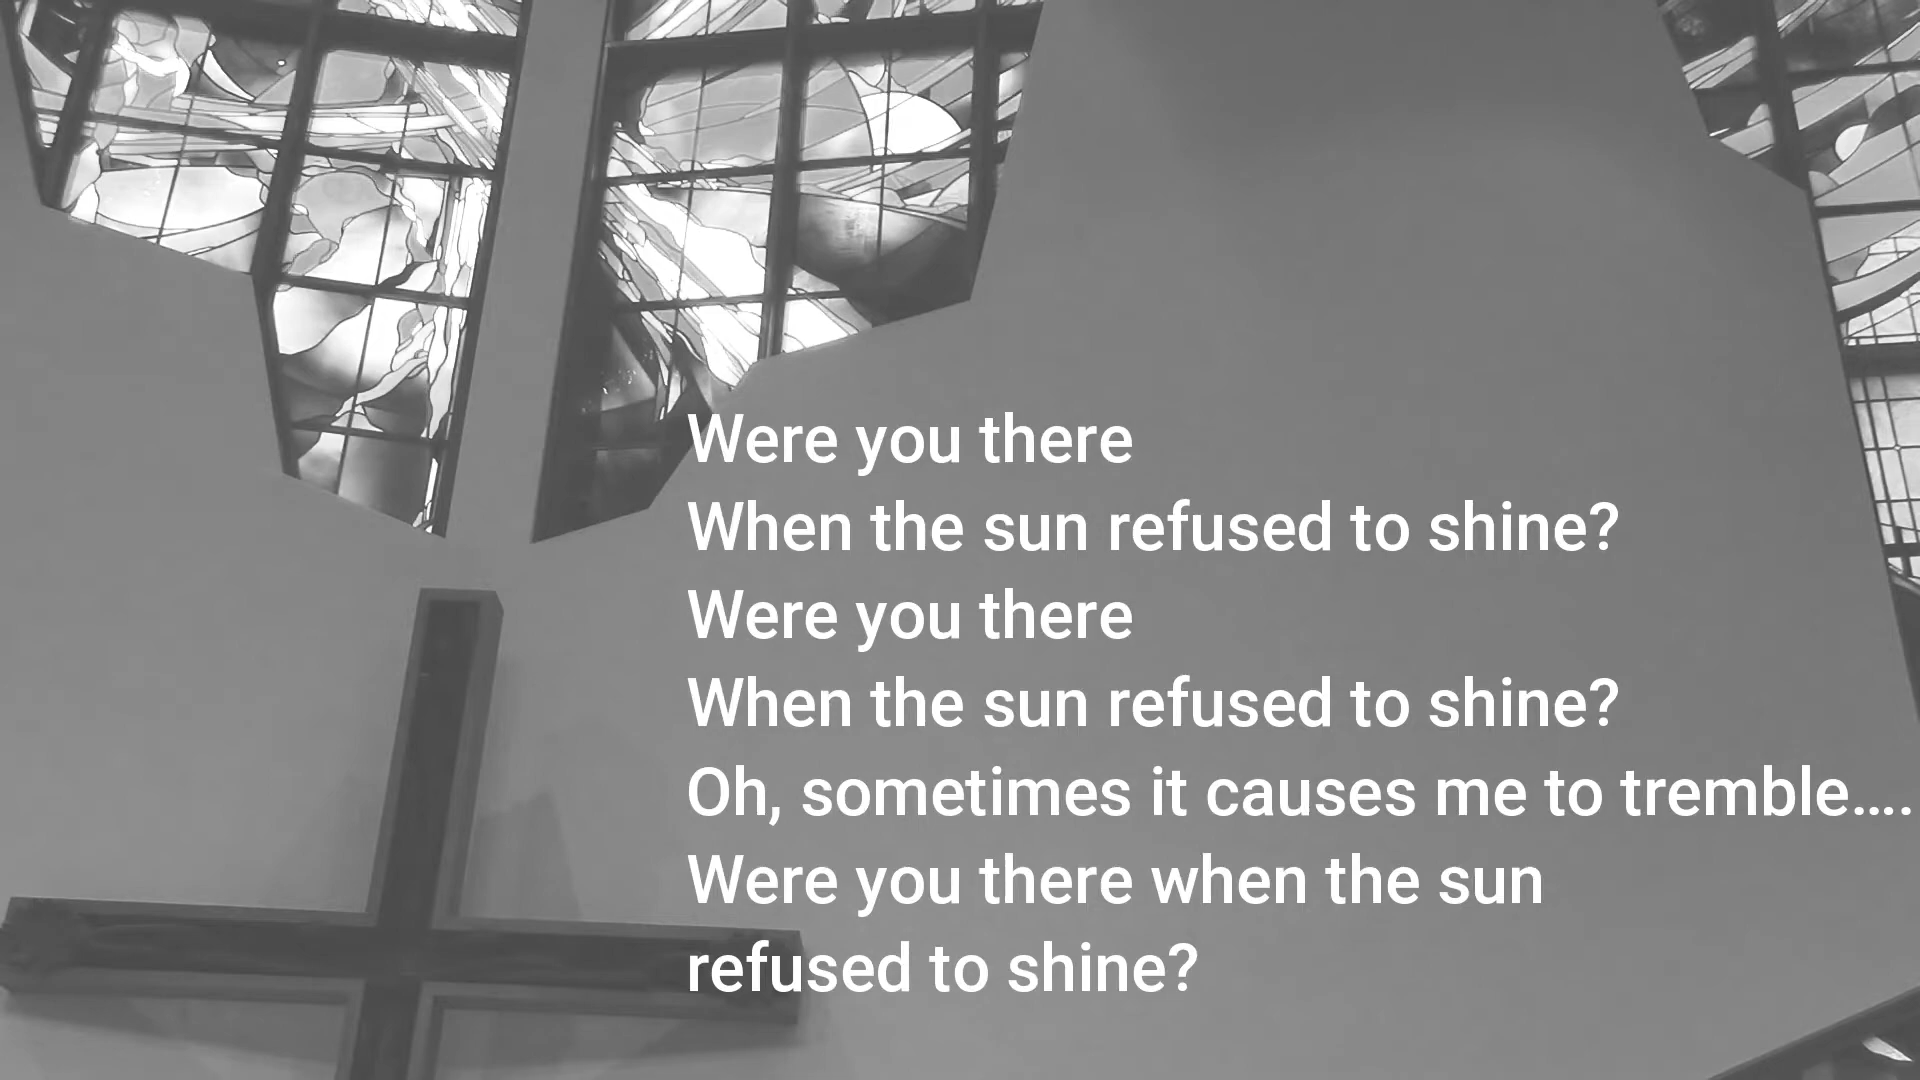 Were you there
When the sun refused to shine?
Were you there
When the sun refused to shine?
Oh, sometimes it causes me to tremble....
Were you there when the sun
refused to shine?